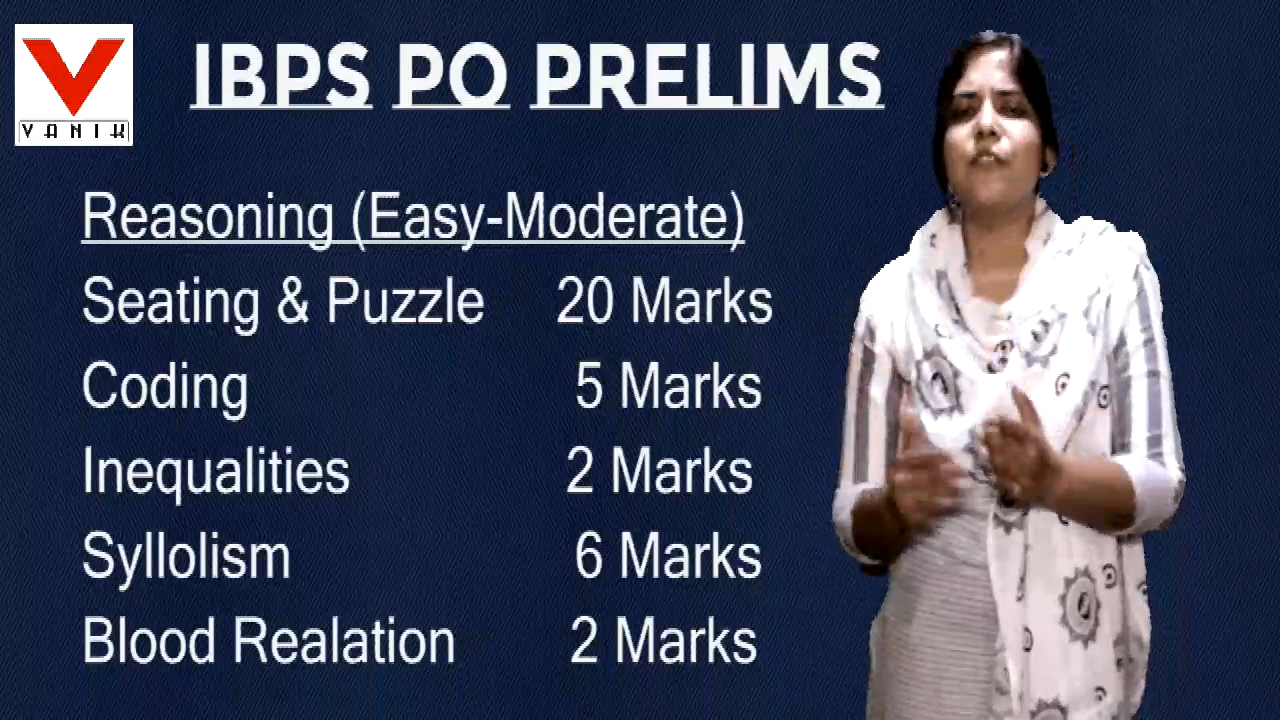 VANIK
IBPS PO PRELIMS
Reasoning (Easy-Moderate)
Seating & Puzzle 20 Marks
Coding 5 Marks
Inequalities 2 Marks
Syllolism 6 Marks
Blood Realation 2 Marks